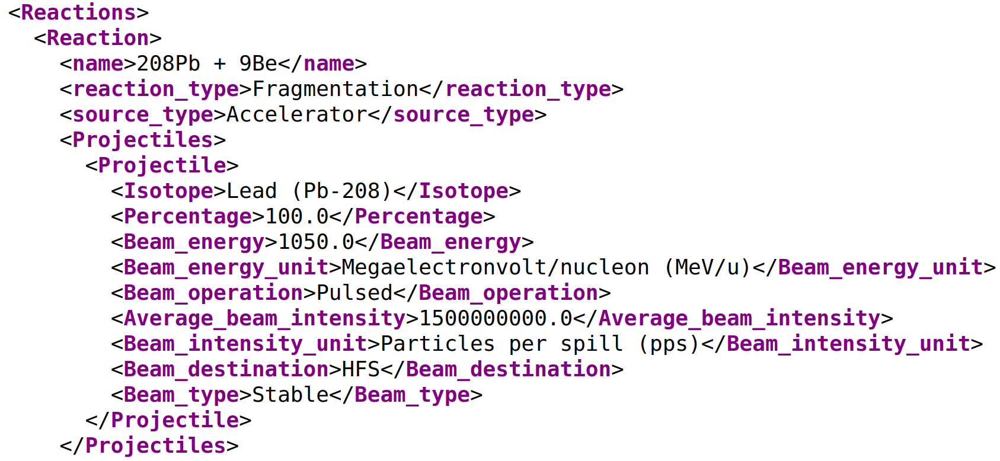 <Reactions>
<Reaction>
<name>208Pb + 9Be</name>
<reaction_type>Fragmentation</reaction_type>
<source_type>Accelerator</source_type>
<Projectiles>
<Projectile>
<Isotope>Lead (Pb-208)</Isotope>
<Percentage>100.0</Percentage>
<Beam_energy>1050.0</Beam_energy>
<Beam_energy_unit>Megaelectronvolt/nucleon (MeV/u)</Beam_energy_unit>
<Beam_operation>Pulsed</Beam_operation>
<Average_beam_intensity>1500000000.0</Average_beam_intensity>
<Beam_intensity_unit>Particles per spill (pps)</Beam_intensity_unit>
<Beam_destination>HFS</Beam_destination>
<Beam_type>Stable</Beam_type>
</Projectile>
</Projectiles>